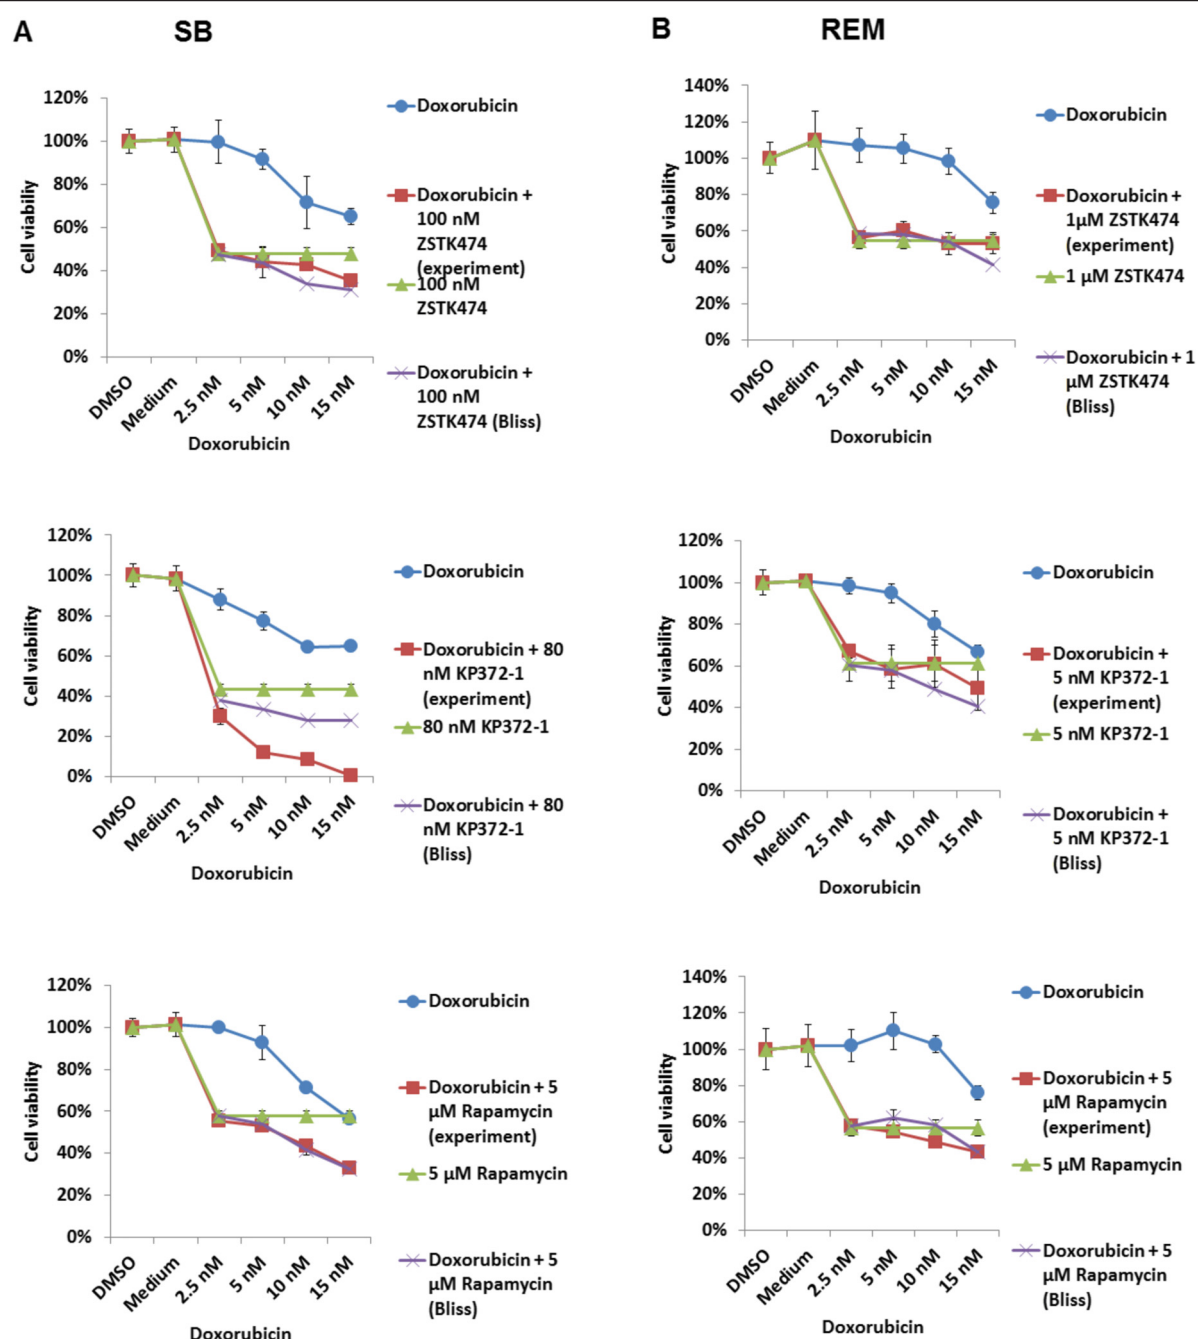 A
SB
120%
100%
80%
60%
40%
20%
0%
Cell viability
DMSO
Medium
2.5 nM
5 nM
10 nM
15 nM
Doxorubicin
Doxorubicin
Doxorubicin +
100 nM
ZSTK474
(experiment)
100 nM
ZSTK474
Doxorubicin +
100 nM
ZSTK474 (Bliss)
B
REM
140%
120%
100%
80%
60%
40%
20%
0%
Cell viability
DMSO
Medium
2.5 nM
5 nM
10 nM
15 nM
Doxorubicin
Doxorubicin
Doxorubicin +
1µM ZSTK474
(experiment)
1 µM ZSTK474
Doxorubicin + 1
µM ZSTK474
(Bliss)
120%
100%
80%
60%
40%
20%
0%
Cell viability
DMSO
Medium
2.5 nM
5 nM
10 nM
15 nM
Doxorubicin
Doxorubicin
Doxorubicin + 80
nM KP372-1
(experiment)
80 nM KP372-1
Doxorubicin + 80
nM KP372-1
(Bliss)
120%
100%
80%
60%
40%
20%
0%
Cell viability
DMSO
Medium
2.5 nM
5 nM
10 nM
15 nM
Doxorubicin
Doxorubicin
Doxorubicin +
5 nM KP372-1
(experiment)
5 nM KP372-1
Doxorubicin +
5 nM KP372-1
(Bliss)
120%
100%
80%
60%
40%
20%
0%
Cell viability
DMSO
Medium
2.5 nM
5 nM
10 nM
15 nM
Doxorubicin
Doxorubicin
Doxorubicin + 5
µM Rapamycin
(experiment)
5 µM Rapamycin
Doxorubicin + 5
µM Rapamycin
(Bliss)
140%
120%
100%
80%
60%
40%
20%
0%
Cell viability
DMSO
Medium
2.5 nM
5 nM
10 nM
15 nM
Doxorubicin
Doxorubicin
Doxorubicin + 5
µM Rapamycin
(experiment)
5 µM Rapamycin
Doxorubicin + 5
µM Rapamycin
(Bliss)